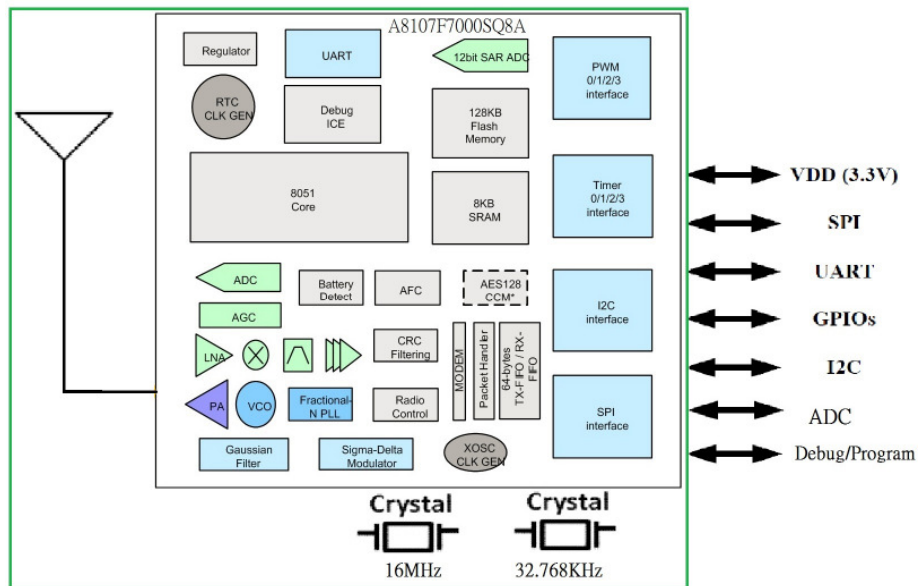 A8107F7000SQ8A
Regulator
UART
12bit SAR ADC
PWM
0/1/2/3
interface
RTC
CLK GEN
Debug
ICE
128KB
Flash
Memory
8051
Core
8KB
SRAM
Timer
0/1/2/3
interface
ADC
Battery
Detect
AFC
AES128
CCM*
I2C
interface
AGC
LNA
CRC
Filtering
MODEM
Packet Handler
64-bytes
TX-FIFO / RX-
FIFO
PA
VCO
Fractional-
N PLL
Radio
Control
SPI
interface
Gaussian
Filter
Sigma-Delta
Modulator
XOSC
CLK GEN
VDD (3.3V)
SPI
UART
GPIOs
I2C
ADC
Debug/Program
Crystal
16MHz
Crystal
32.768KHz